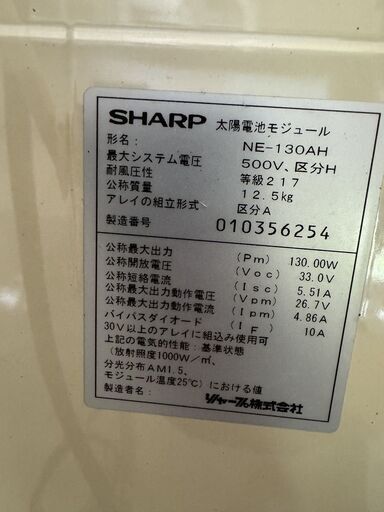 SHARP 太陽電池モジュール
形名: NE-130AH
最大システム電圧 500V、区分H
耐風圧性 等級217
公称質量 12.5kg
アレイの組立形式 区分A
製造番号 010356254
公称最大出力 (Pm) 130.00W
公称開放電圧 (Voc) 33.0V
公称短絡電流 (Isc) 5.51A
公称最大出力動作電圧 (Vpm) 26.7V
公称最大出力動作電流 (Ipm) 4.86A
バイパスダイオード (IF) 10A
30V以上のアレイに組込み使用可
上記の電気的性能:基準状態
(放射照度1000W/㎡、
分光分布AM1.5、
モジュール温度25℃)における値
製造者名: シャープ株式会社